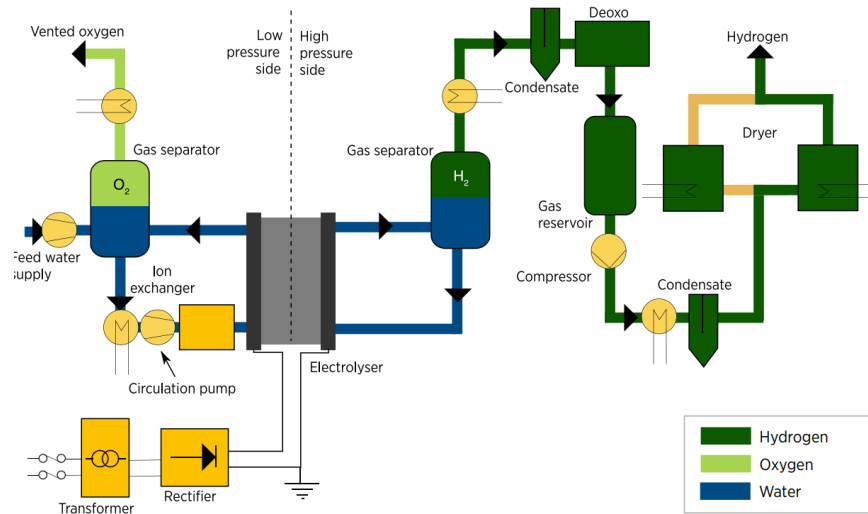 Vented oxygen
Low
pressure
side
High
pressure
side
Deoxo
Hydrogen
Condensate
Dryer
Gas separator
O2
Gas separator
H2
Gas
reservoir
Feed water
supply
Ion
exchanger
Compressor
Condensate
Circulation pump
Electrolyser
Transformer
Rectifier
Hydrogen
Oxygen
Water